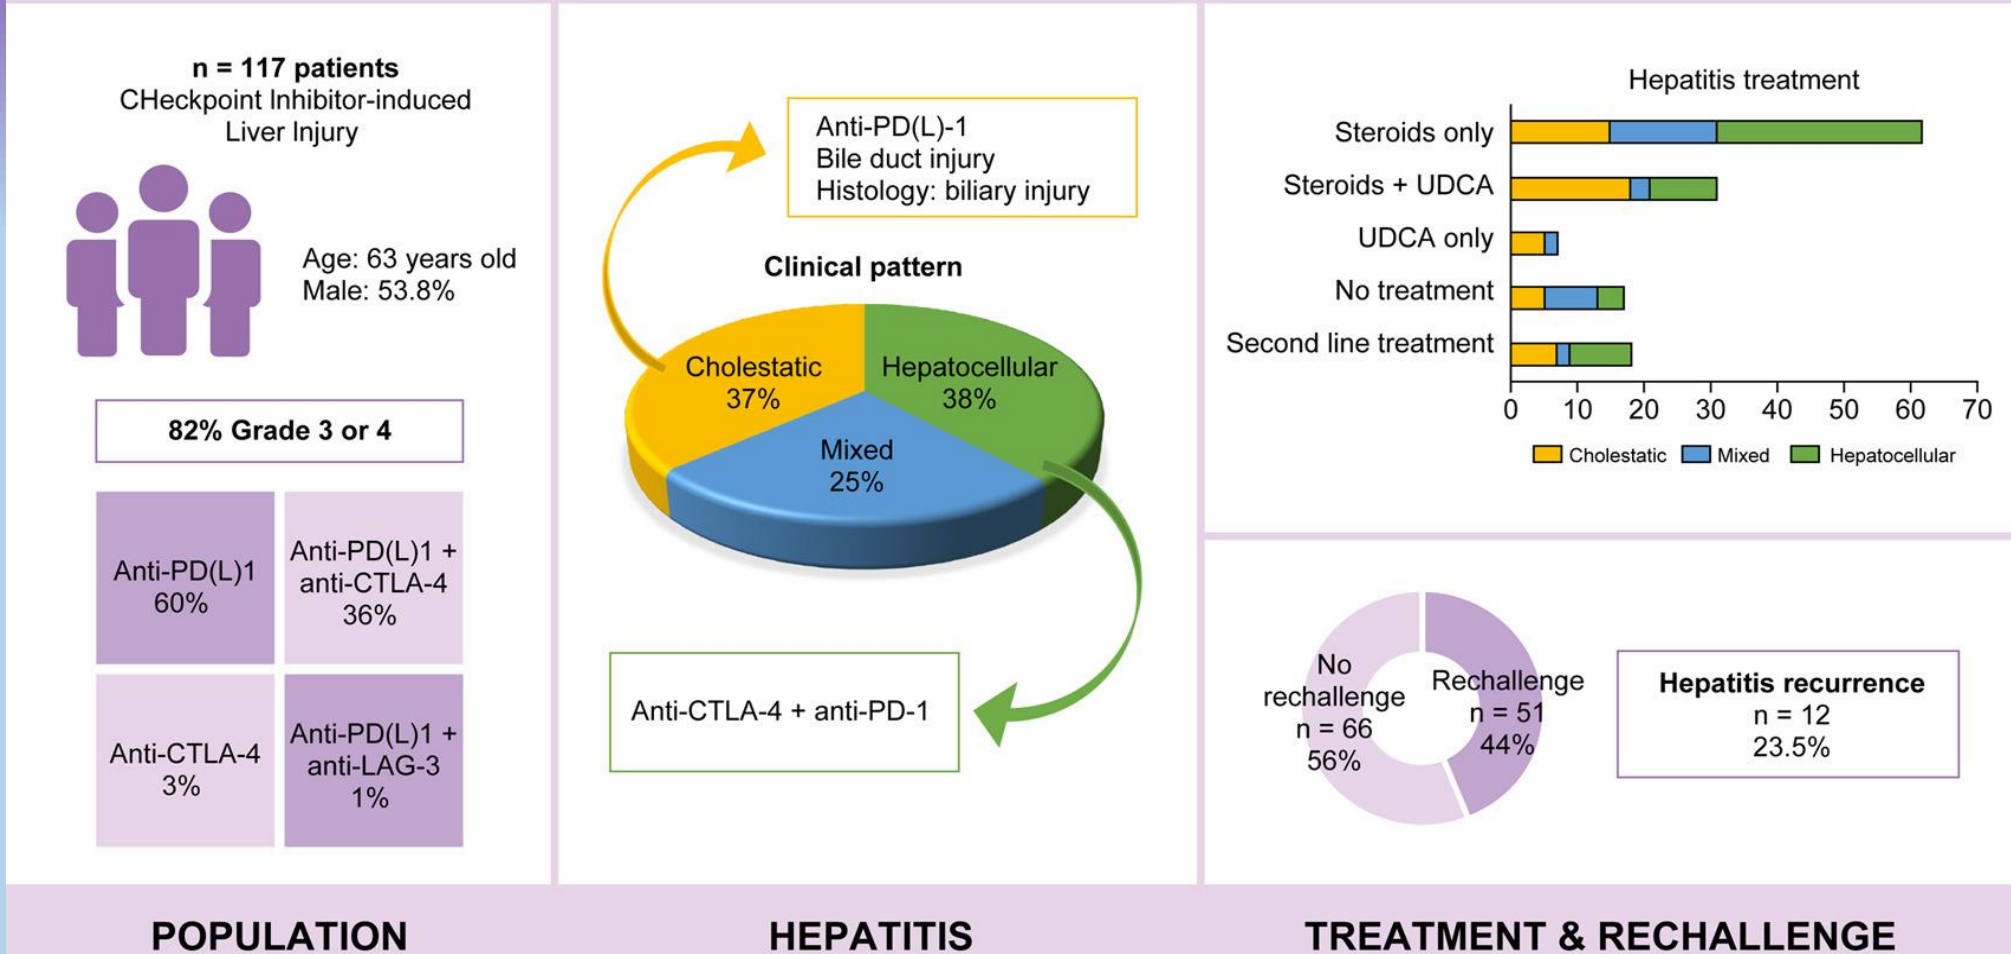 n = 117 patients
CHeckpoint Inhibitor-induced
Liver Injury
Age: 63 years old
Male: 53.8%
82% Grade 3 or 4
Anti-PD(L)1
60%
Anti-PD(L)1 +
anti-CTLA-4
36%
Anti-CTLA-4
3%
Anti-PD(L)1 +
anti-LAG-3
1%
POPULATION
Anti-PD(L)-1
Bile duct injury
Histology: biliary injury
Clinical pattern
Cholestatic
37%
Hepatocellular
38%
Mixed
25%
Anti-CTLA-4 + anti-PD-1
HEPATITIS
Hepatitis treatment
Steroids only
Steroids + UDCA
UDCA only
No treatment
Second line treatment
0 10 20 30 40 50 60 70
Cholestatic Mixed Hepatocellular
No
rechallenge
n = 66
56%
Rechallenge
n = 51
44%
Hepatitis recurrence
n = 12
23.5%
TREATMENT & RECHALLENGE